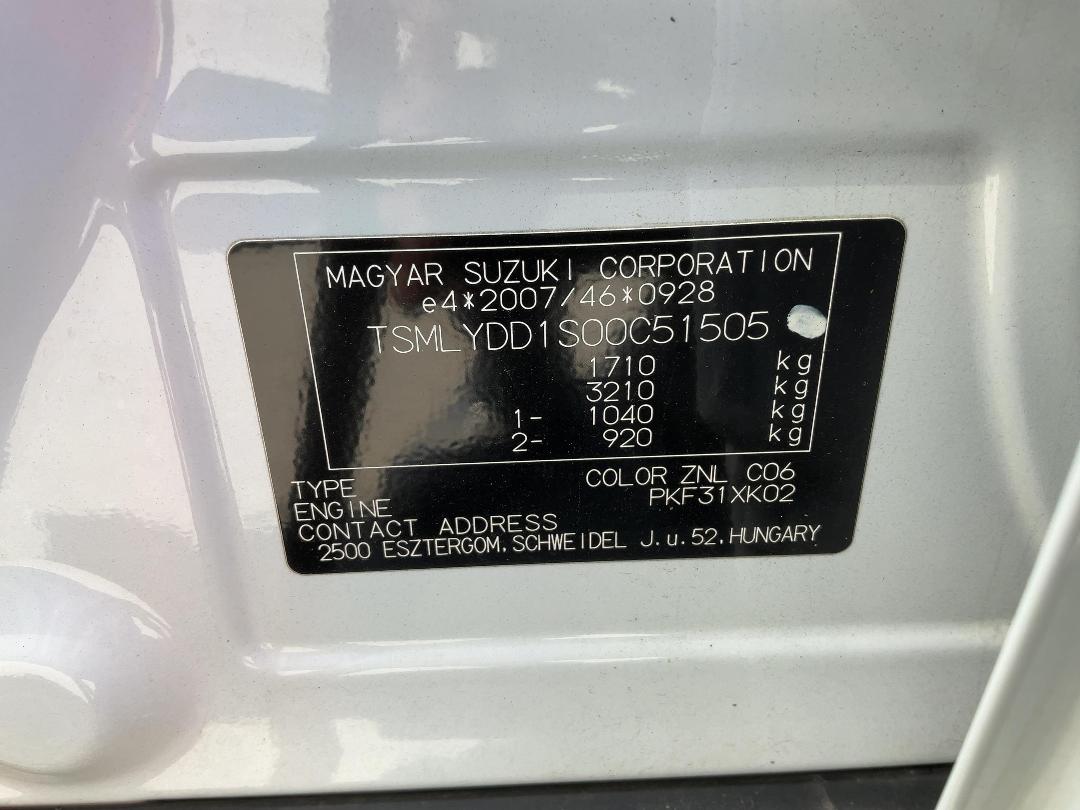 MAGYAR SUZUKI CORPORATION
e4*2007/46*0928
TSMLYDD1S00C51505
1710 kg
3210 kg
1- 1040 kg
2- 920 kg
TYPE COLOR ZNL C06
ENGINE PKF31XK02
CONTACT ADDRESS
2500 ESZTERGOM, SCHWEIDEL J.u.52, HUNGARY